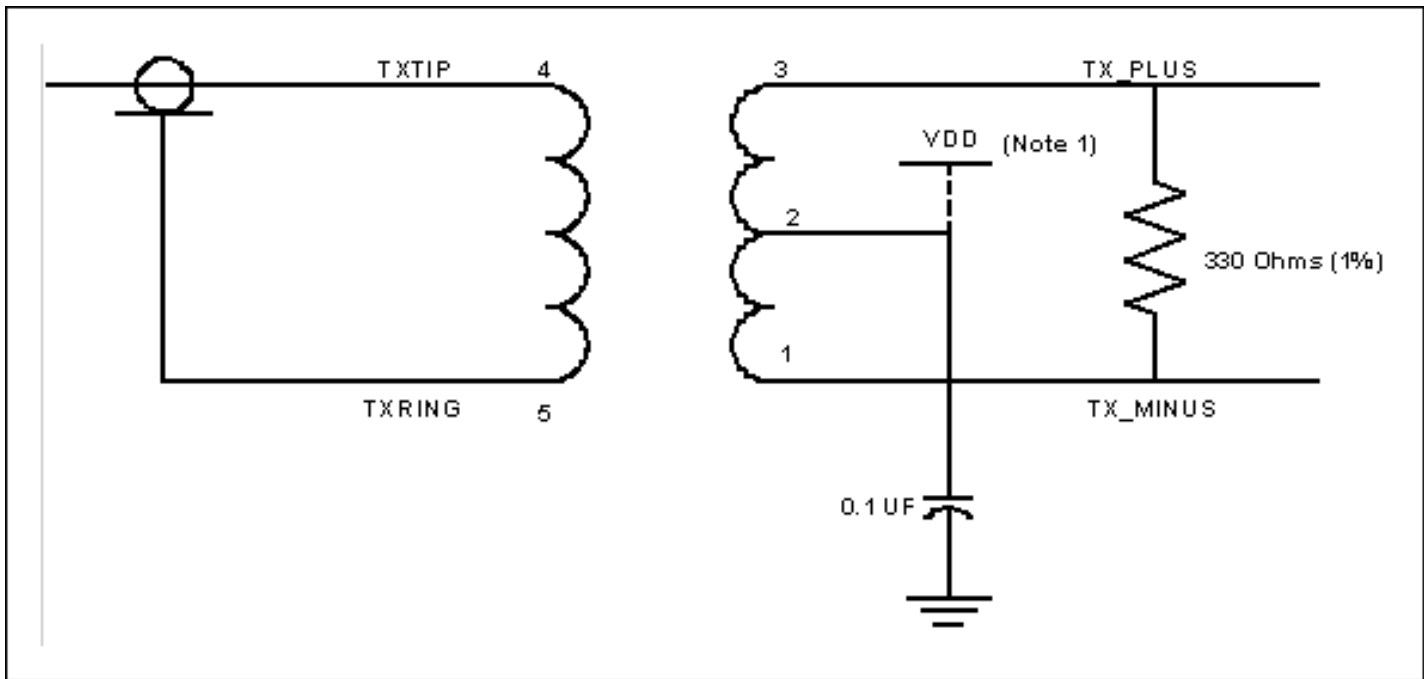 TXTIP 4 3 TX_PLUS
VDD (Note 1)
2
330 Ohms (1%)
1
TXRING 5 TX_MINUS
0.1 UF